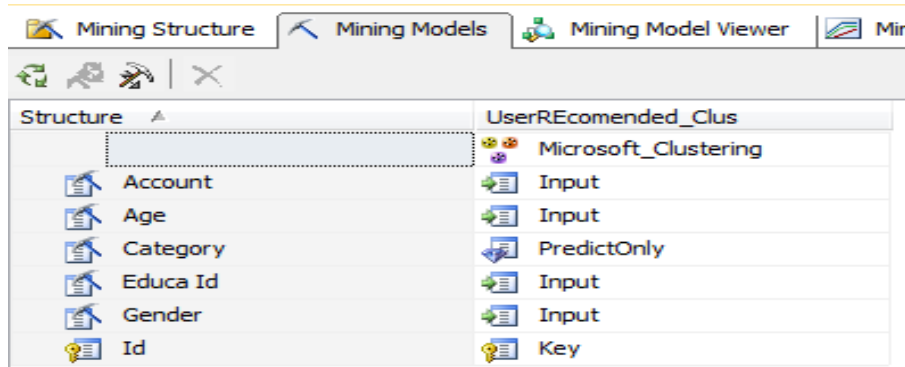 Mining Structure Mining Models Mining Model Viewer Min
Structure UserREcomended_Clus
Microsoft_Clustering
Account Input
Age Input
Category PredictOnly
Educa Id Input
Gender Input
Id Key